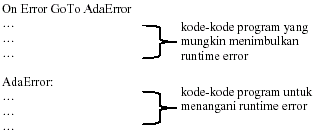 On Error GoTo AdaError
...
...
...
kode-kode program yang
mungkin menimbulkan
runtime error
AdaError:
...
...
...
kode-kode program untuk
menangani runtime error